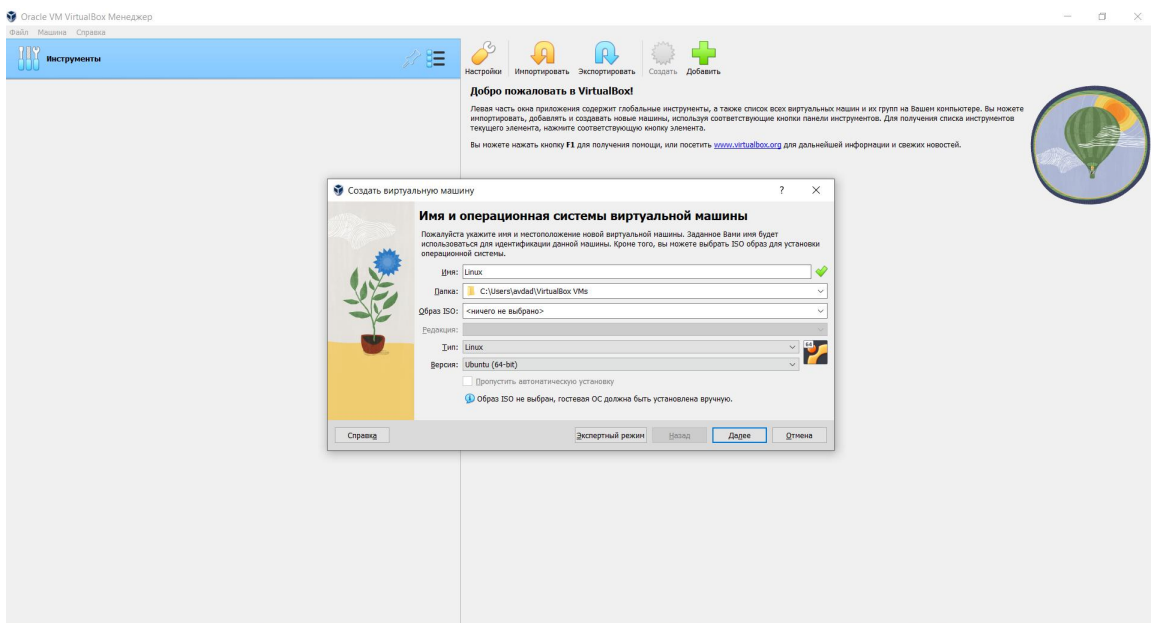 Oracle VM VirtualBox Менеджер
Файл Машина Справка
Инструменты
Настройки Импортировать Экспортировать Создать Добавить
Добро пожаловать в VirtualBox!
Левая часть окна приложения содержит глобальные инструменты, а также список всех виртуальных машин и их групп на Вашем компьютере. Вы можете
импортировать, добавлять и создавать новые машины, используя соответствующие кнопки панели инструментов. Для получения списка инструментов
текущего элемента, нажмите соответствующую кнопку элемента.
Вы можете нажать кнопку F1 для получения помощи, или посетить www.virtualbox.org для дальнейшей информации и свежих новостей.
Создать виртуальную машину
Имя и операционная системы виртуальной машины
Пожалуйста укажите имя и местоположение новой виртуальной машины. Заданное Вами имя будет
использоваться для идентификации данной машины. Кроме того, вы можете выбрать ISO образ для установки
операционной системы.
Имя: Linux
Папка: C:\Users\avdad\VirtualBox VMs
Образ ISO: <ничего не выбрано>
Редакция:
Тип: Linux
64
Версия: Ubuntu (64-bit)
Пропустить автоматическую установку
Образ ISO не выбран, гостевая ОС должна быть установлена вручную.
Справка Экспертный режим Назад Далее Отмена